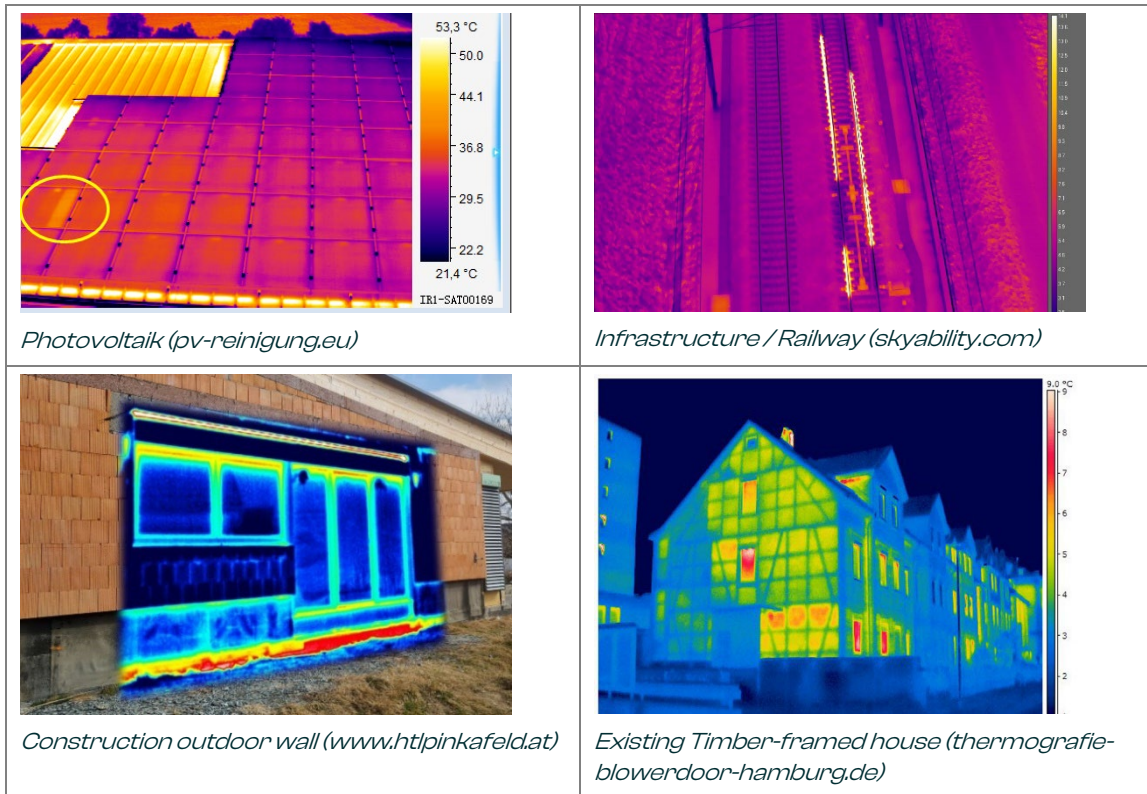 53,3 °C
50.0
44.1
36.8
29.5
22.2
21,4 °C
IR1-SAT00169
Photovoltaik (pv-reinigung.eu)
Infrastructure / Railway (skyability.com)
9.0 °C
9
8
7
6
5
4
3
2
Construction outdoor wall (www.htlpinkafeld.at)
Existing Timber-framed house (thermografie-
blowerdoor-hamburg.de)